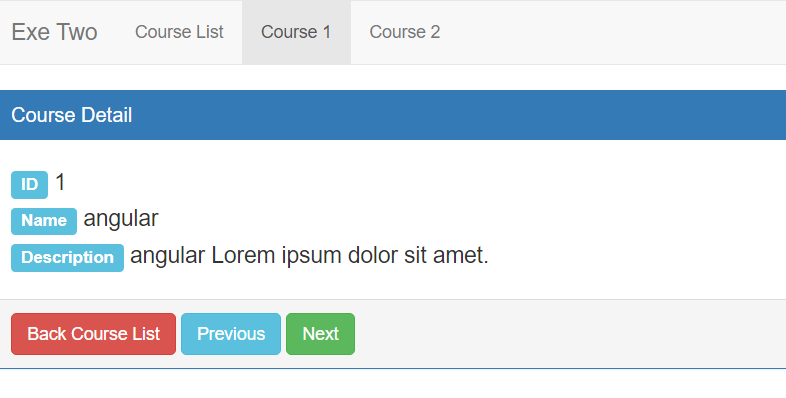 Exe Two Course List Course 1 Course 2
Course Detail
ID 1
Name angular
Description angular Lorem ipsum dolor sit amet.
Back Course List Previous Next